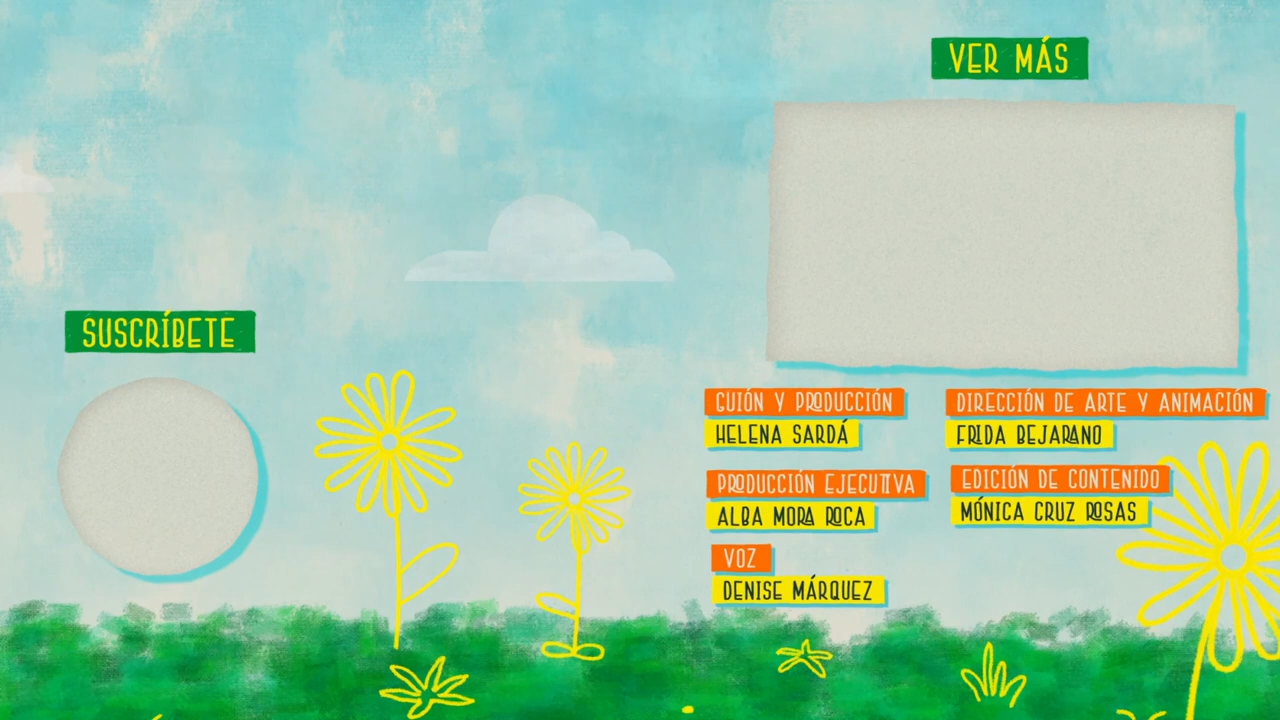 VER MÁS
SUSCRÍBETE
GUIÓN Y PRODUCCIÓN
HELENA SARDÁ
DIRECCIÓN DE ARTE Y ANIMACIÓN
FRIDA BEJARANO
PRODUCCIÓN EJECUTIVA
ALBA MORA ROCA
EDICIÓN DE CONTENIDO
MÓNICA CRUZ ROSAS
VOZ
DENISE MÁRQUEZ